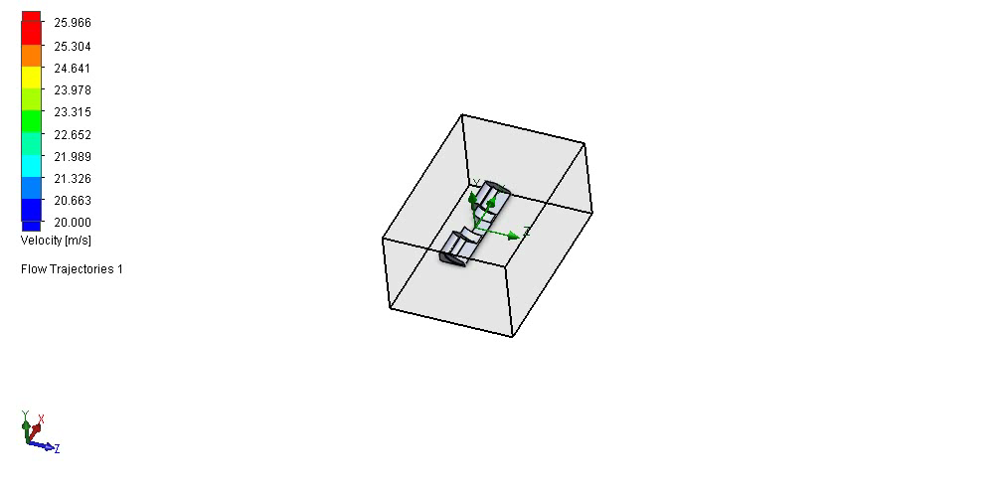 25.966
25.304
24.641
23.978
23.315
22.652
21.989
21.326
20.663
20.000
Velocity [m/s]
Flow Trajectories 1
Y
Z
Y
X
Z